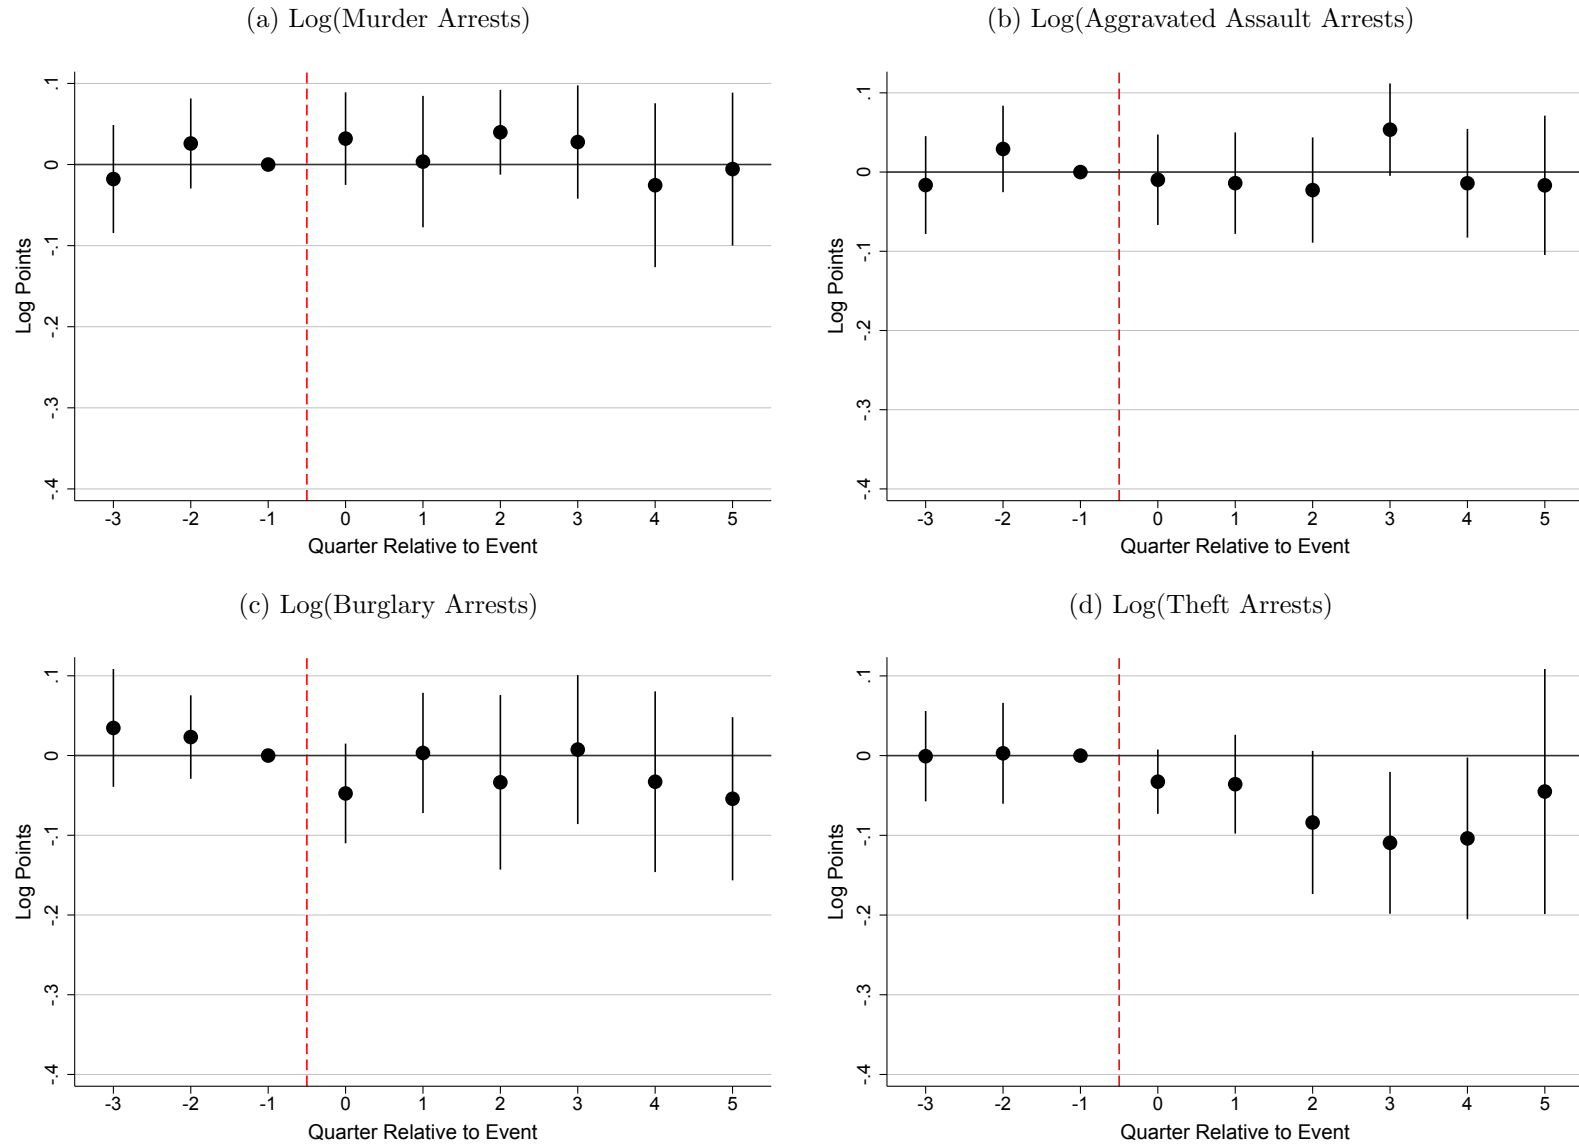 (a) Log(Murder Arrests)
.1
0
-.1
-.2
-.3
-.4
Log Points
-3 -2 -1 0 1 2 3 4 5
Quarter Relative to Event
(b) Log(Aggravated Assault Arrests)
.1
0
-.1
-.2
-.3
-.4
Log Points
-3 -2 -1 0 1 2 3 4 5
Quarter Relative to Event
(c) Log(Burglary Arrests)
.1
0
-.1
-.2
-.3
-.4
Log Points
-3 -2 -1 0 1 2 3 4 5
Quarter Relative to Event
(d) Log(Theft Arrests)
.1
0
-.1
-.2
-.3
-.4
Log Points
-3 -2 -1 0 1 2 3 4 5
Quarter Relative to Event